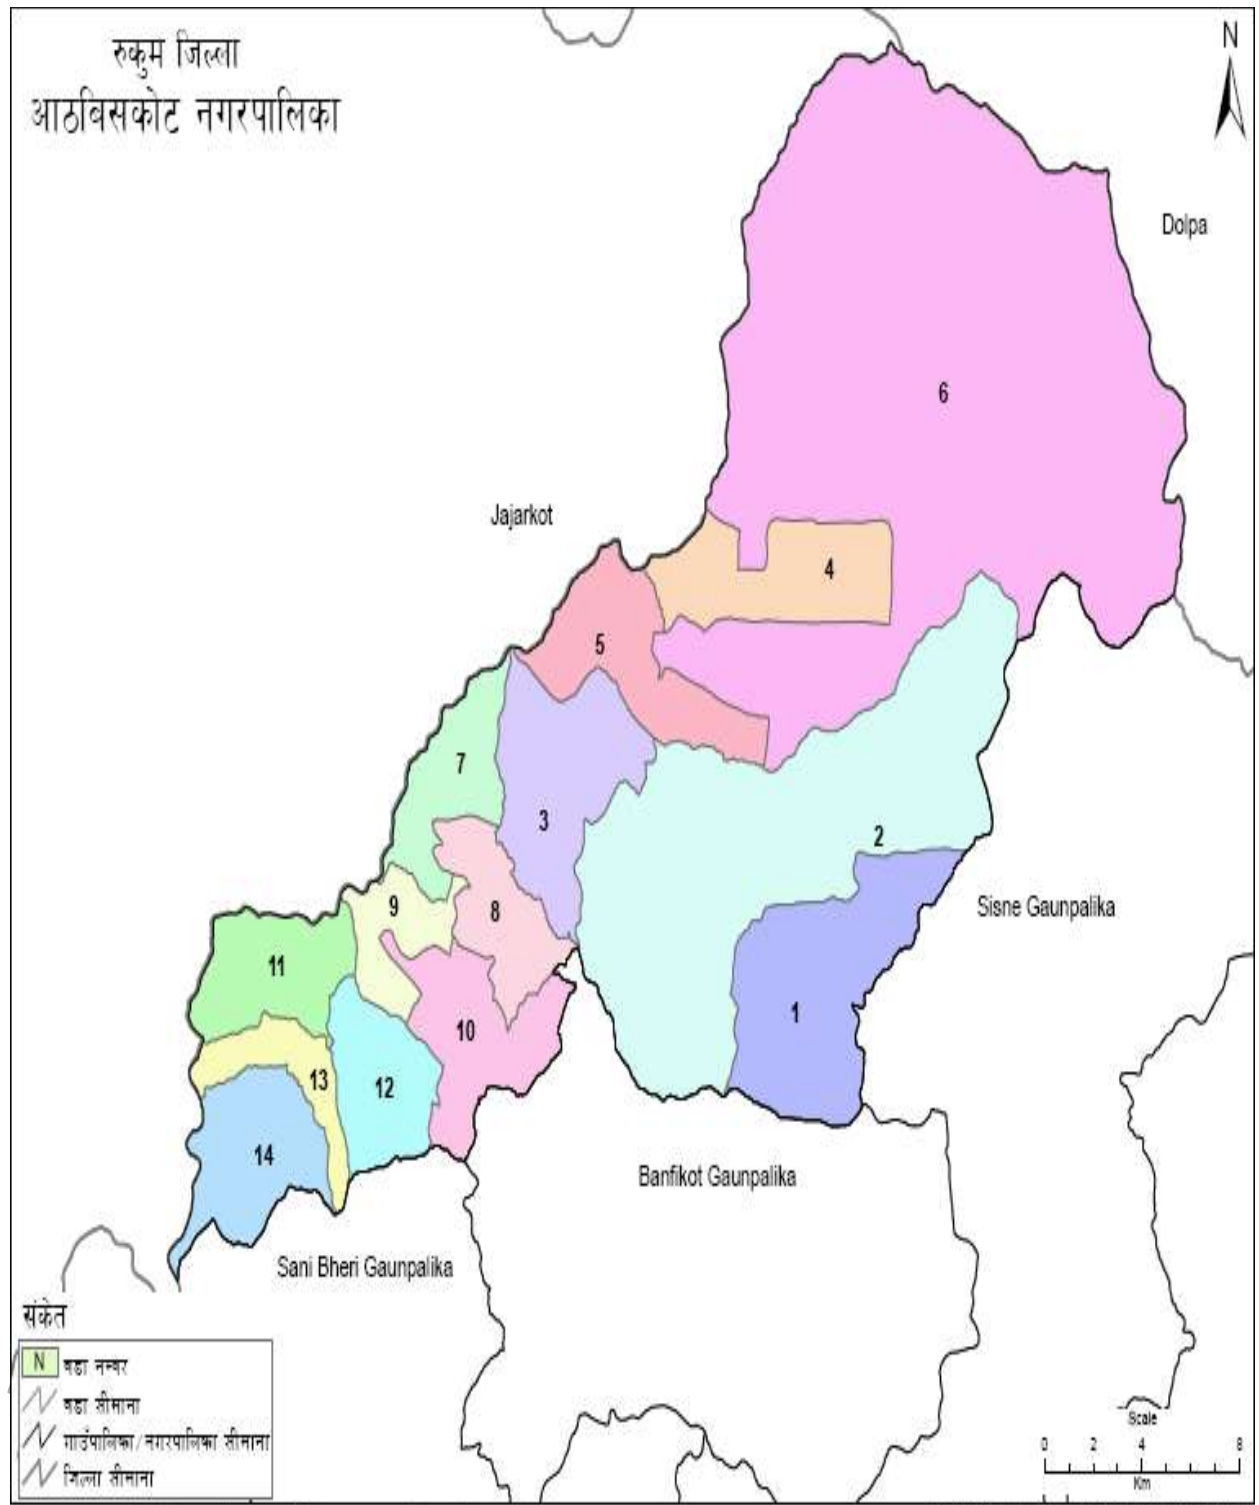 रुकुम जिल्ला
आठबिसकोट नगरपालिका
N
Dolpa
6
Jajarkot
4
5
7
3
2
9
8
Sisne Gaunpalika
11
1
10
13
12
14
Banfikot Gaunpalika
Sani Bheri Gaunpalika
संकेत
N वडा नम्बर
वडा सीमाना
गाउँपालिका/नगरपालिका सीमाना
जिल्ला सीमाना
Scale
0 2 4 8
Km